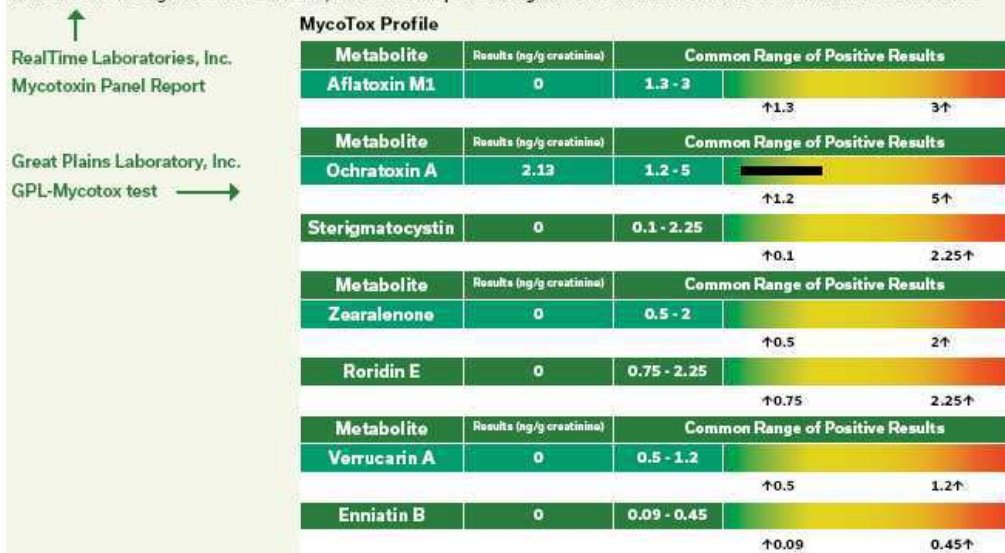 RealTime Laboratories, Inc.
Mycotoxin Panel Report
Great Plains Laboratory, Inc.
GPL-Mycotox test
MycoTox Profile
Metabolite Results (ng/g creatinine) Common Range of Positive Results
Aflatoxin M1 0 1.3 - 3
↑1.3 3↑
Metabolite Results (ng/g creatinine) Common Range of Positive Results
Ochratoxin A 2.13 1.2 - 5
↑1.2 5↑
Sterigmatocystin 0 0.1 - 2.25
↑0.1 2.25↑
Metabolite Results (ng/g creatinine) Common Range of Positive Results
Zearalenone 0 0.5 - 2
↑0.5 2↑
Roridin E 0 0.75 - 2.25
↑0.75 2.25↑
Metabolite Results (ng/g creatinine) Common Range of Positive Results
Verrucarin A 0 0.5 - 1.2
↑0.5 1.2↑
Enniatin B 0 0.09 - 0.45
↑0.09 0.45↑